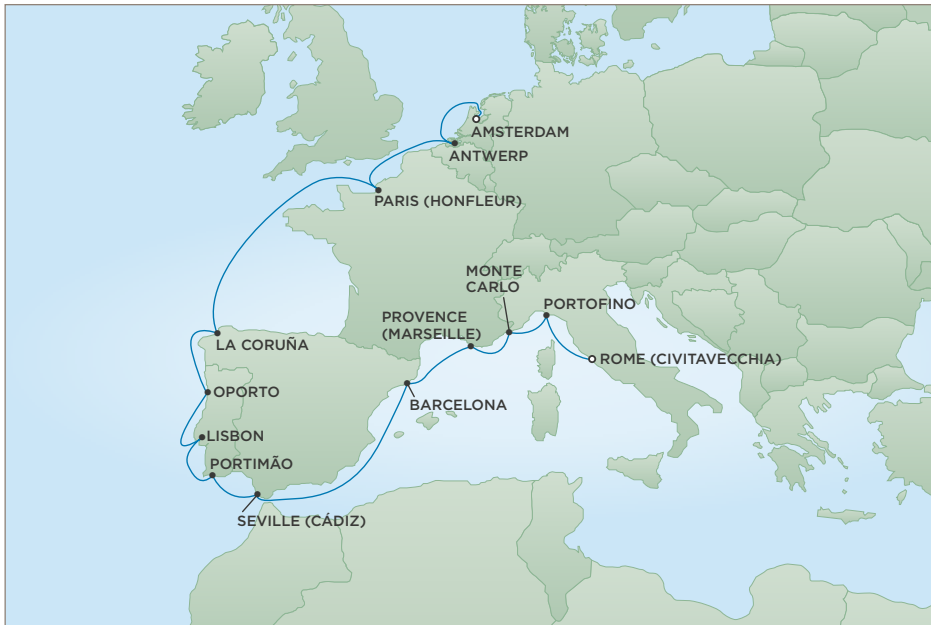 AMSTERDAM
ANTWERP
PARIS (HONFLEUR)
MONTE
CARLO
PORTOFINO
PROVENCE
(MARSEILLE)
LA CORUÑA
ROME (CIVITAVECCHIA)
OPORTO
BARCELONA
LISBON
PORTIMÃO
SEVILLE (CÁDIZ)